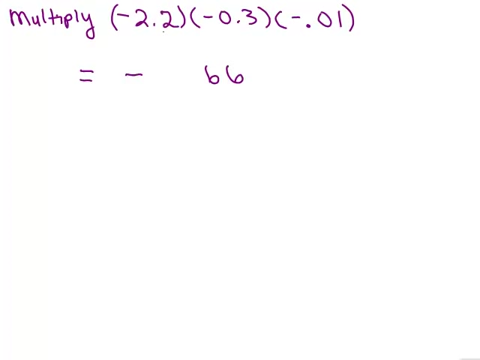 Multiply (-2.2)(-0.3)(-.01)
= - 66